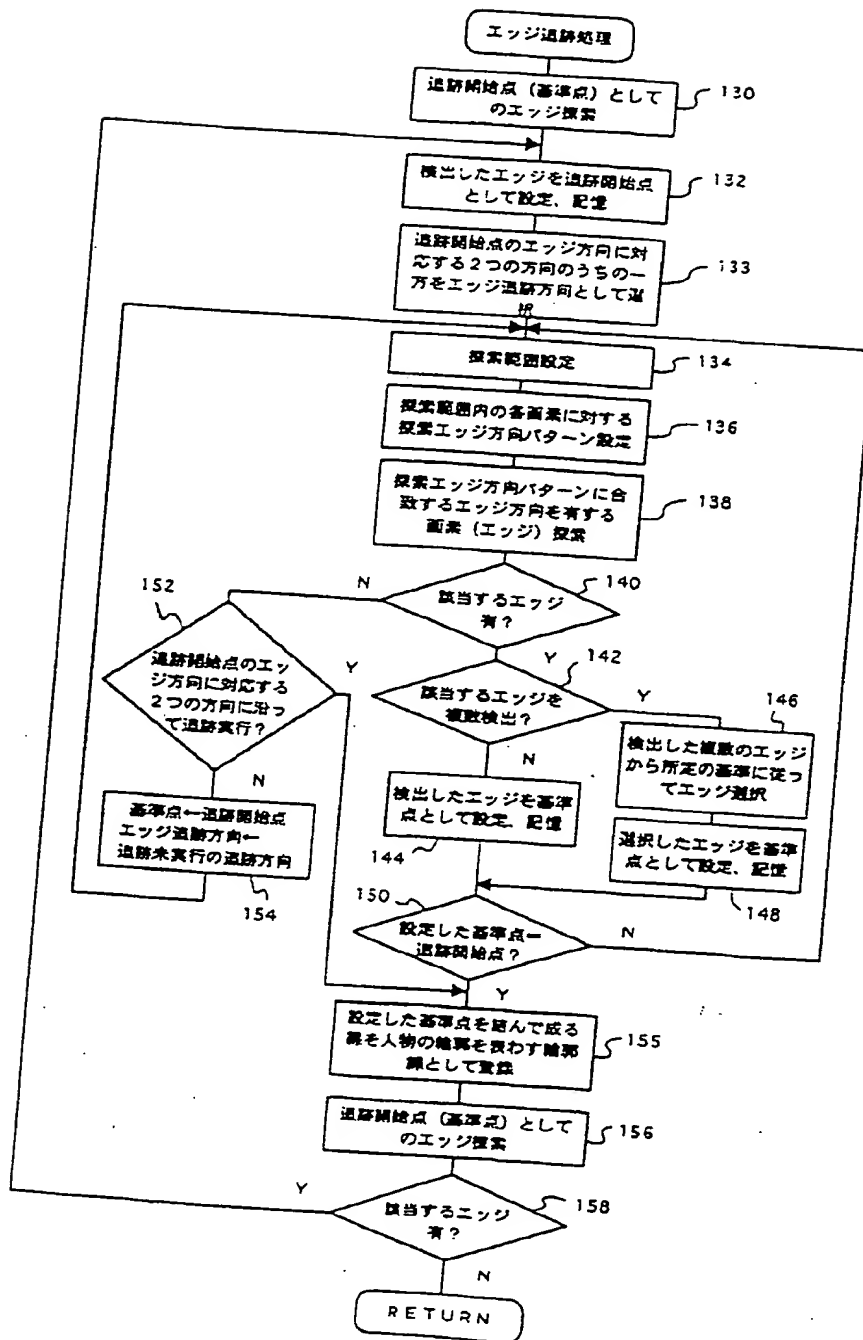 エッジ追跡処理
追跡開始点（基準点）として
のエッジ探索
130
検出したエッジを追跡開始点
として設定、記憶
132
追跡開始点のエッジ方向に対
応する２つの方向のうちの一
方をエッジ追跡方向として選
択
133
探索範囲設定
134
探索範囲内の各画素に対する
探索エッジ方向パターン設定
136
探索エッジ方向パターンに合
致するエッジ方向を有する
画素（エッジ）探索
138
N
140
該当するエッジ
有？
152
Y
Y
142
追跡開始点のエッ
ジ方向に対応する
２つの方向に沿っ
て追跡実行？
該当するエッジを
複数検出？
Y
146
N
N
検出した複数のエッジ
から所定の基準に従っ
てエッジ選択
検出したエッジを基準
点として設定、記憶
144
基準点←追跡開始点
エッジ追跡方向←
追跡未実行の追跡方向
154
選択したエッジを基準
点として設定、記憶
148
150
設定した基準点＝
追跡開始点？
N
Y
設定した基準点を結んで成る
線を人物の輪郭を表わす輪郭
線として登録
155
追跡開始点（基準点）として
のエッジ探索
156
Y
該当するエッジ
有？
158
N
RETURN